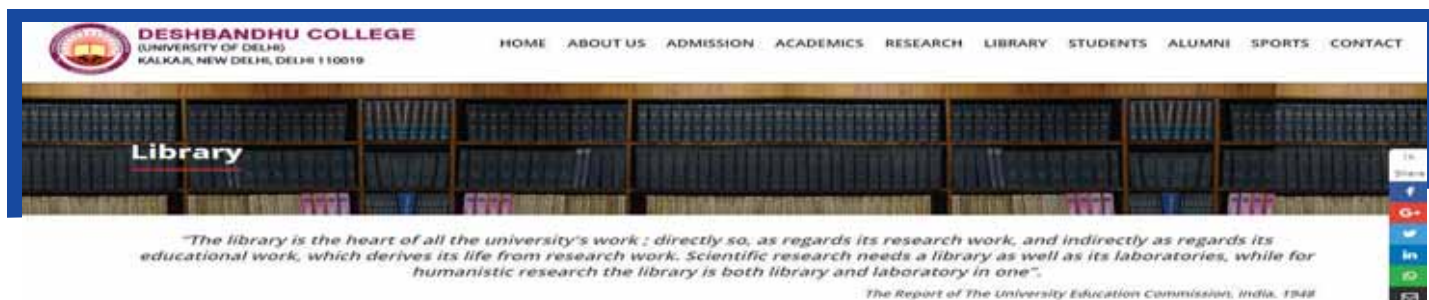 DESHBANDHU COLLEGE
(UNIVERSITY OF DELHI)
KALKAJI, NEW DELHI, DELHI 110019
HOME ABOUT US ADMISSION ACADEMICS RESEARCH LIBRARY STUDENTS ALUMNI SPORTS CONTACT
Library
Share
f
G+
in
"The library is the heart of all the university's work ; directly so, as regards its research work, and indirectly as regards its
educational work, which derives its life from research work. Scientific research needs a library as well as its laboratories, while for
humanistic research the library is both library and laboratory in one".
The Report of The University Education Commission, India, 1948